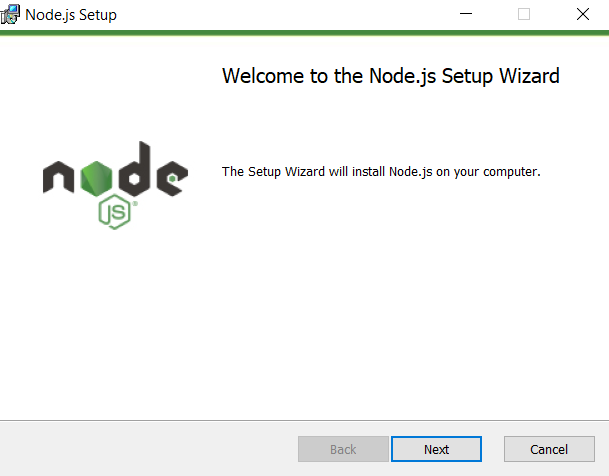 Node.js Setup
Welcome to the Node.js Setup Wizard
node
JS
®
The Setup Wizard will install Node.js on your computer.
Back
Next
Cancel